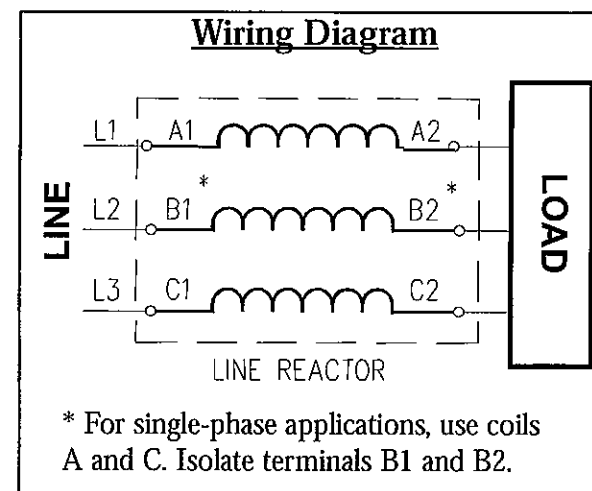 Wiring Diagram
L1 A1 A2
* *
LINE L2 B1 B2 LOAD
L3 C1 C2
LINE REACTOR
* For single-phase applications, use coils
A and C. Isolate terminals B1 and B2.